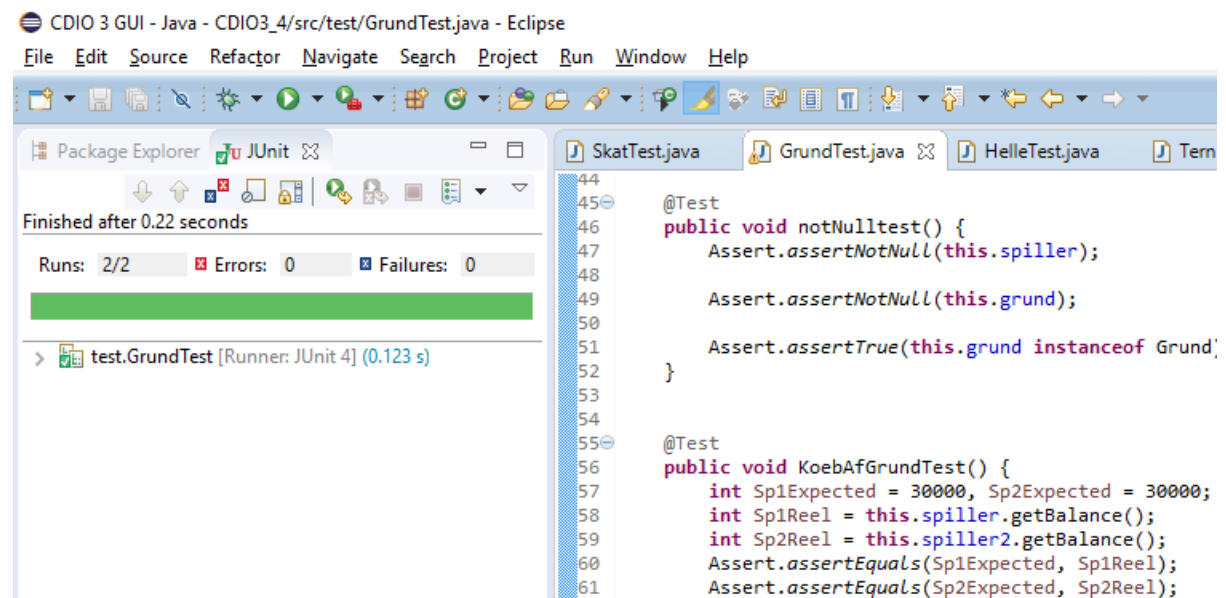 CDIO 3 GUI - Java - CDIO3_4/src/test/GrundTest.java - Eclipse
File Edit Source Refactor Navigate Search Project Run Window Help
Package Explorer JUnit
SkatTest.java GrundTest.java HelleTest.java Tern
Finished after 0.22 seconds
Runs: 2/2 Errors: 0 Failures: 0
test.GrundTest [Runner: JUnit 4] (0.123 s)
44
45 @Test
46 public void notNulltest() {
47 Assert.assertNotNull(this.spiller);
48
49 Assert.assertNotNull(this.grund);
50
51 Assert.assertTrue(this.grund instanceof Grund)
52 }
53
54
55 @Test
56 public void KoebAfGrundTest() {
57 int Sp1Expected = 30000, Sp2Expected = 30000;
58 int Sp1Reel = this.spiller.getBalance();
59 int Sp2Reel = this.spiller2.getBalance();
60 Assert.assertEquals(Sp1Expected, Sp1Reel);
61 Assert.assertEquals(Sp2Expected, Sp2Reel);